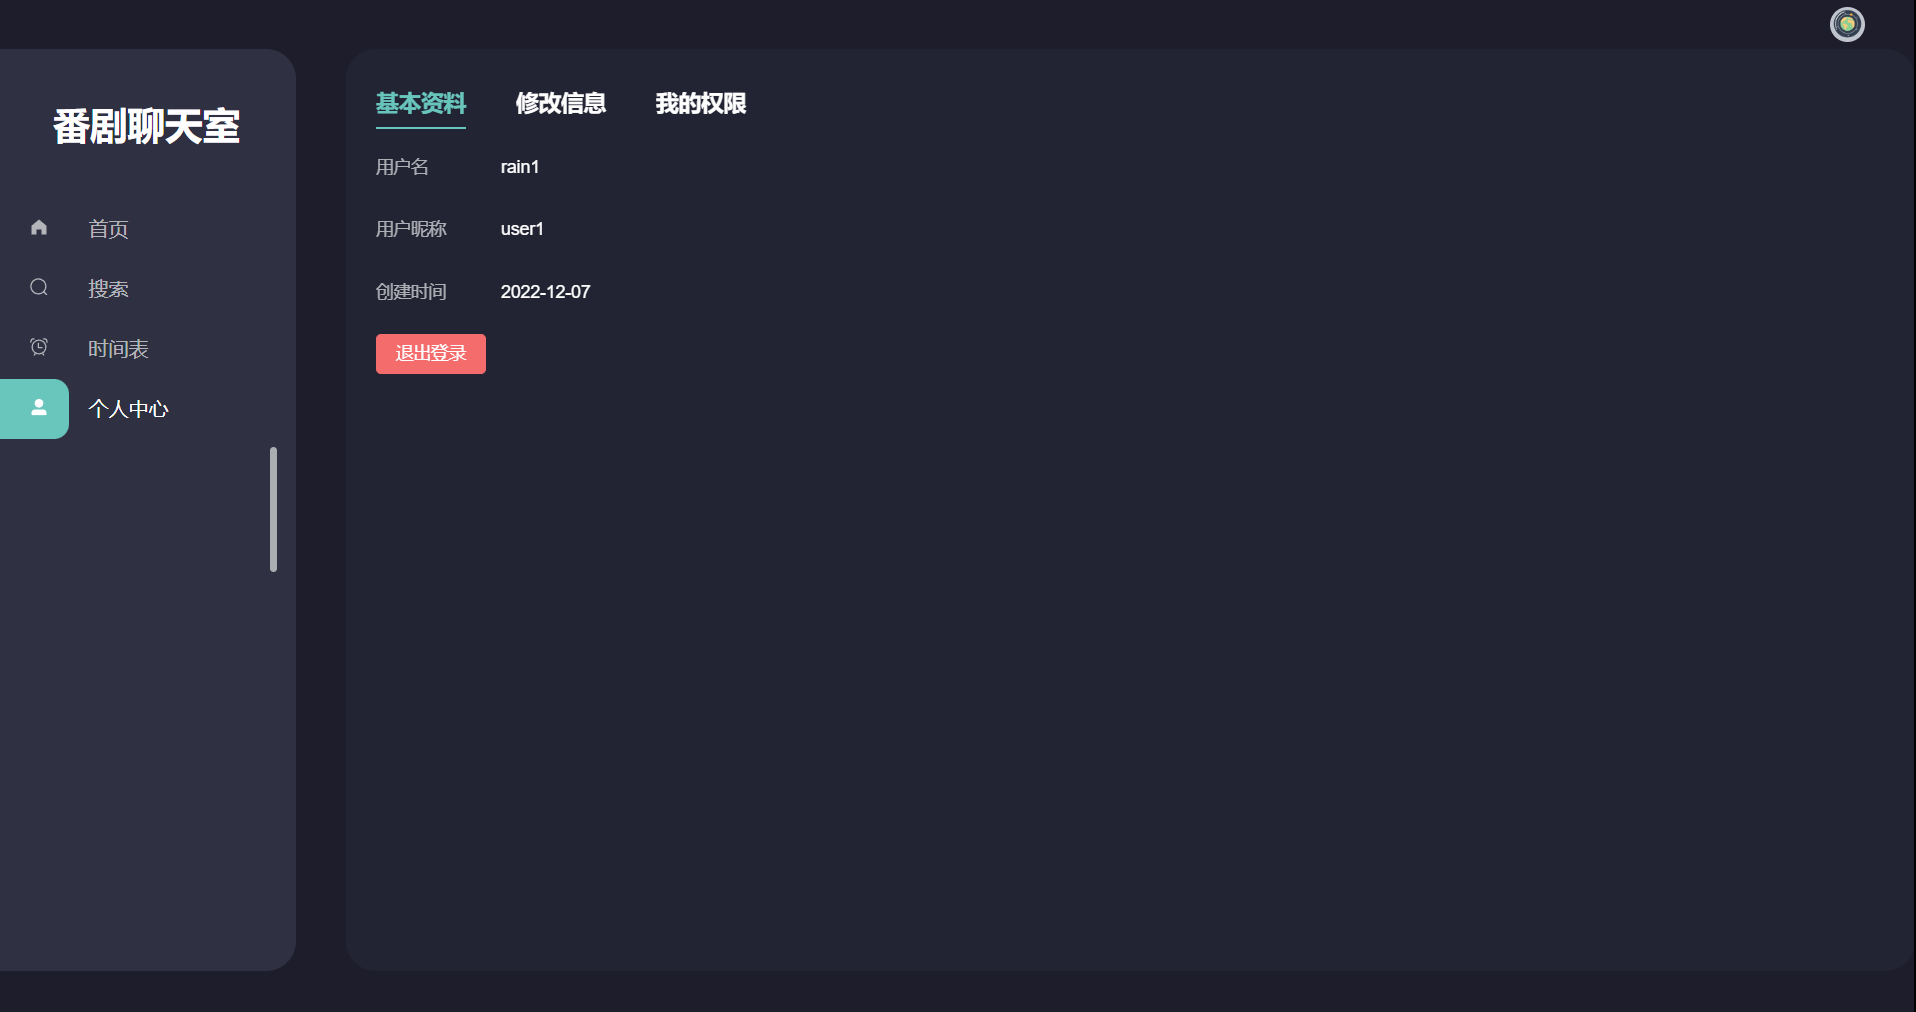 番剧聊天室
首页
搜索
时间表
个人中心
基本资料 修改信息 我的权限
用户名 rain1
用户昵称 user1
创建时间 2022-12-07
退出登录